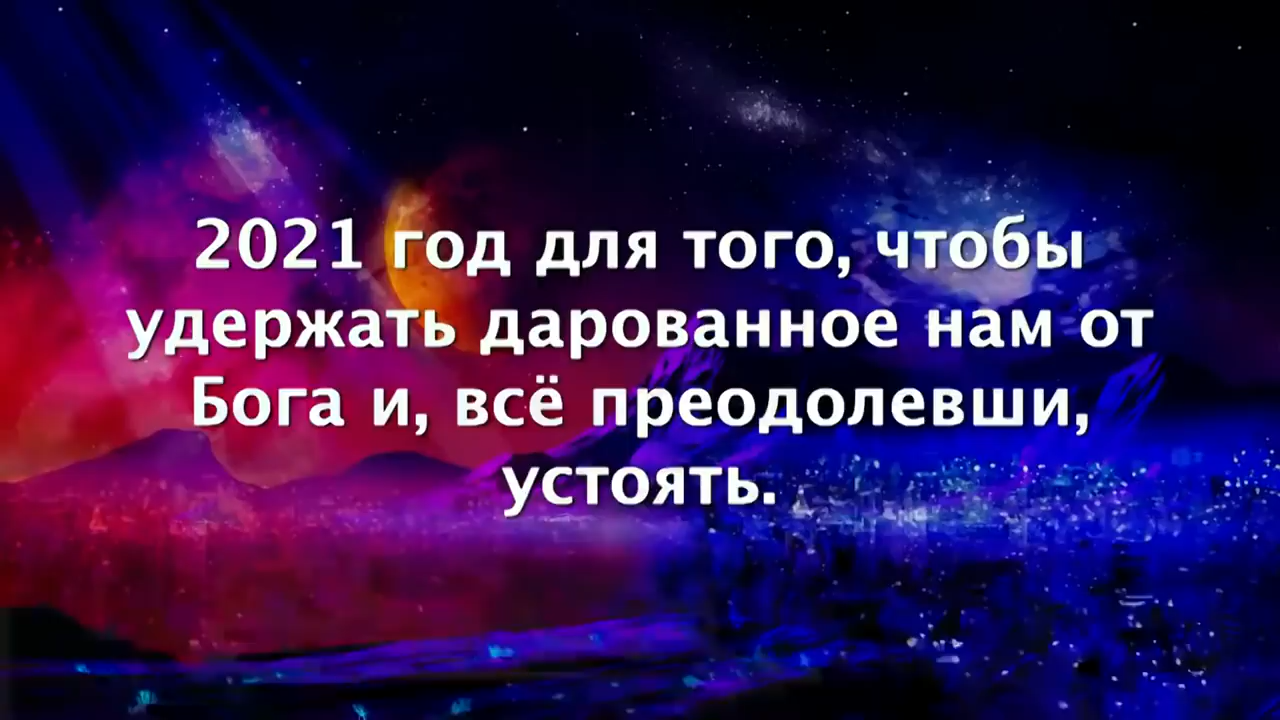 2021 год для того, чтобы
удержать дарованное нам от
Бога и, всё преодолевши,
устоять.